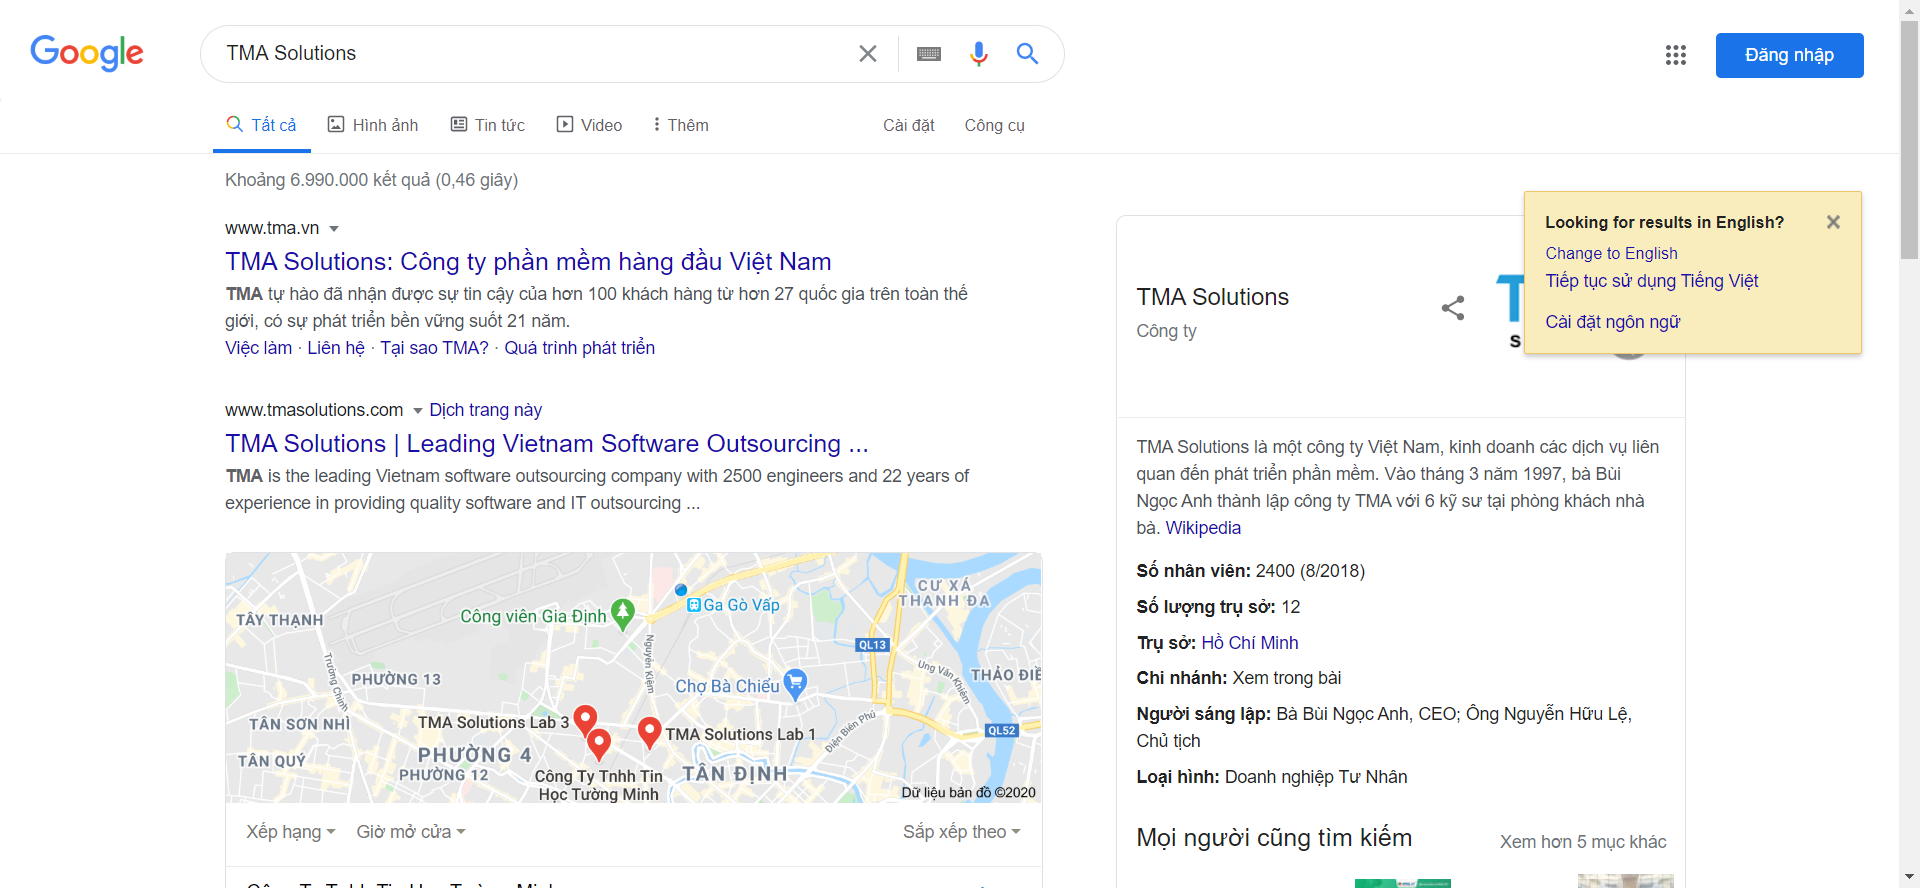 Google
TMA Solutions
Đăng nhập
Tất cả
Hình ảnh
Tin tức
Video
Thêm
Cài đặt
Công cụ
Khoảng 6.990.000 kết quả (0,46 giây)
www.tma.vn
TMA Solutions: Công ty phần mềm hàng đầu Việt Nam
TMA tự hào đã nhận được sự tin cậy của hơn 100 khách hàng từ hơn 27 quốc gia trên toàn thế
giới, có sự phát triển bền vững suốt 21 năm.
Việc làm · Liên hệ · Tại sao TMA? · Quá trình phát triển
www.tmasolutions.com Dịch trang này
TMA Solutions | Leading Vietnam Software Outsourcing ...
TMA is the leading Vietnam software outsourcing company with 2500 engineers and 22 years of
experience in providing quality software and IT outsourcing ...
CƯ XÁ
THANH ĐA
Ga Gò Vấp
Công viên Gia Định
TÂY THẠNH
Nguyễn Kiệm
QL13
Trường Chinh
Ung Văn Khiêm
PHƯỜNG 13
THẢO ĐIỀ
Chợ Bà Chiểu
TÂN SƠN NHÌ
TMA Solutions Lab 3
TMA Solutions Lab 1
Điện Biên Phủ
QL52
PHƯỜNG 4
TÂN QUÝ
PHƯỜNG 12
Công Ty Tnhh Tin
Học Tường Minh
TÂN ĐỊNH
Dữ liệu bản đồ ©2020
Xếp hạng
Giờ mở cửa
Sắp xếp theo
Looking for results in English?
Change to English
Tiếp tục sử dụng Tiếng Việt
Cài đặt ngôn ngữ
TMA Solutions
Công ty
T
S
TMA Solutions là một công ty Việt Nam, kinh doanh các dịch vụ liên
quan đến phát triển phần mềm. Vào tháng 3 năm 1997, bà Bùi
Ngọc Anh thành lập công ty TMA với 6 kỹ sư tại phòng khách nhà
bà. Wikipedia
Số nhân viên: 2400 (8/2018)
Số lượng trụ sở: 12
Trụ sở: Hồ Chí Minh
Chi nhánh: Xem trong bài
Người sáng lập: Bà Bùi Ngọc Anh, CEO; Ông Nguyễn Hữu Lệ,
Chủ tịch
Loại hình: Doanh nghiệp Tư Nhân
Mọi người cũng tìm kiếm
Xem hơn 5 mục khác